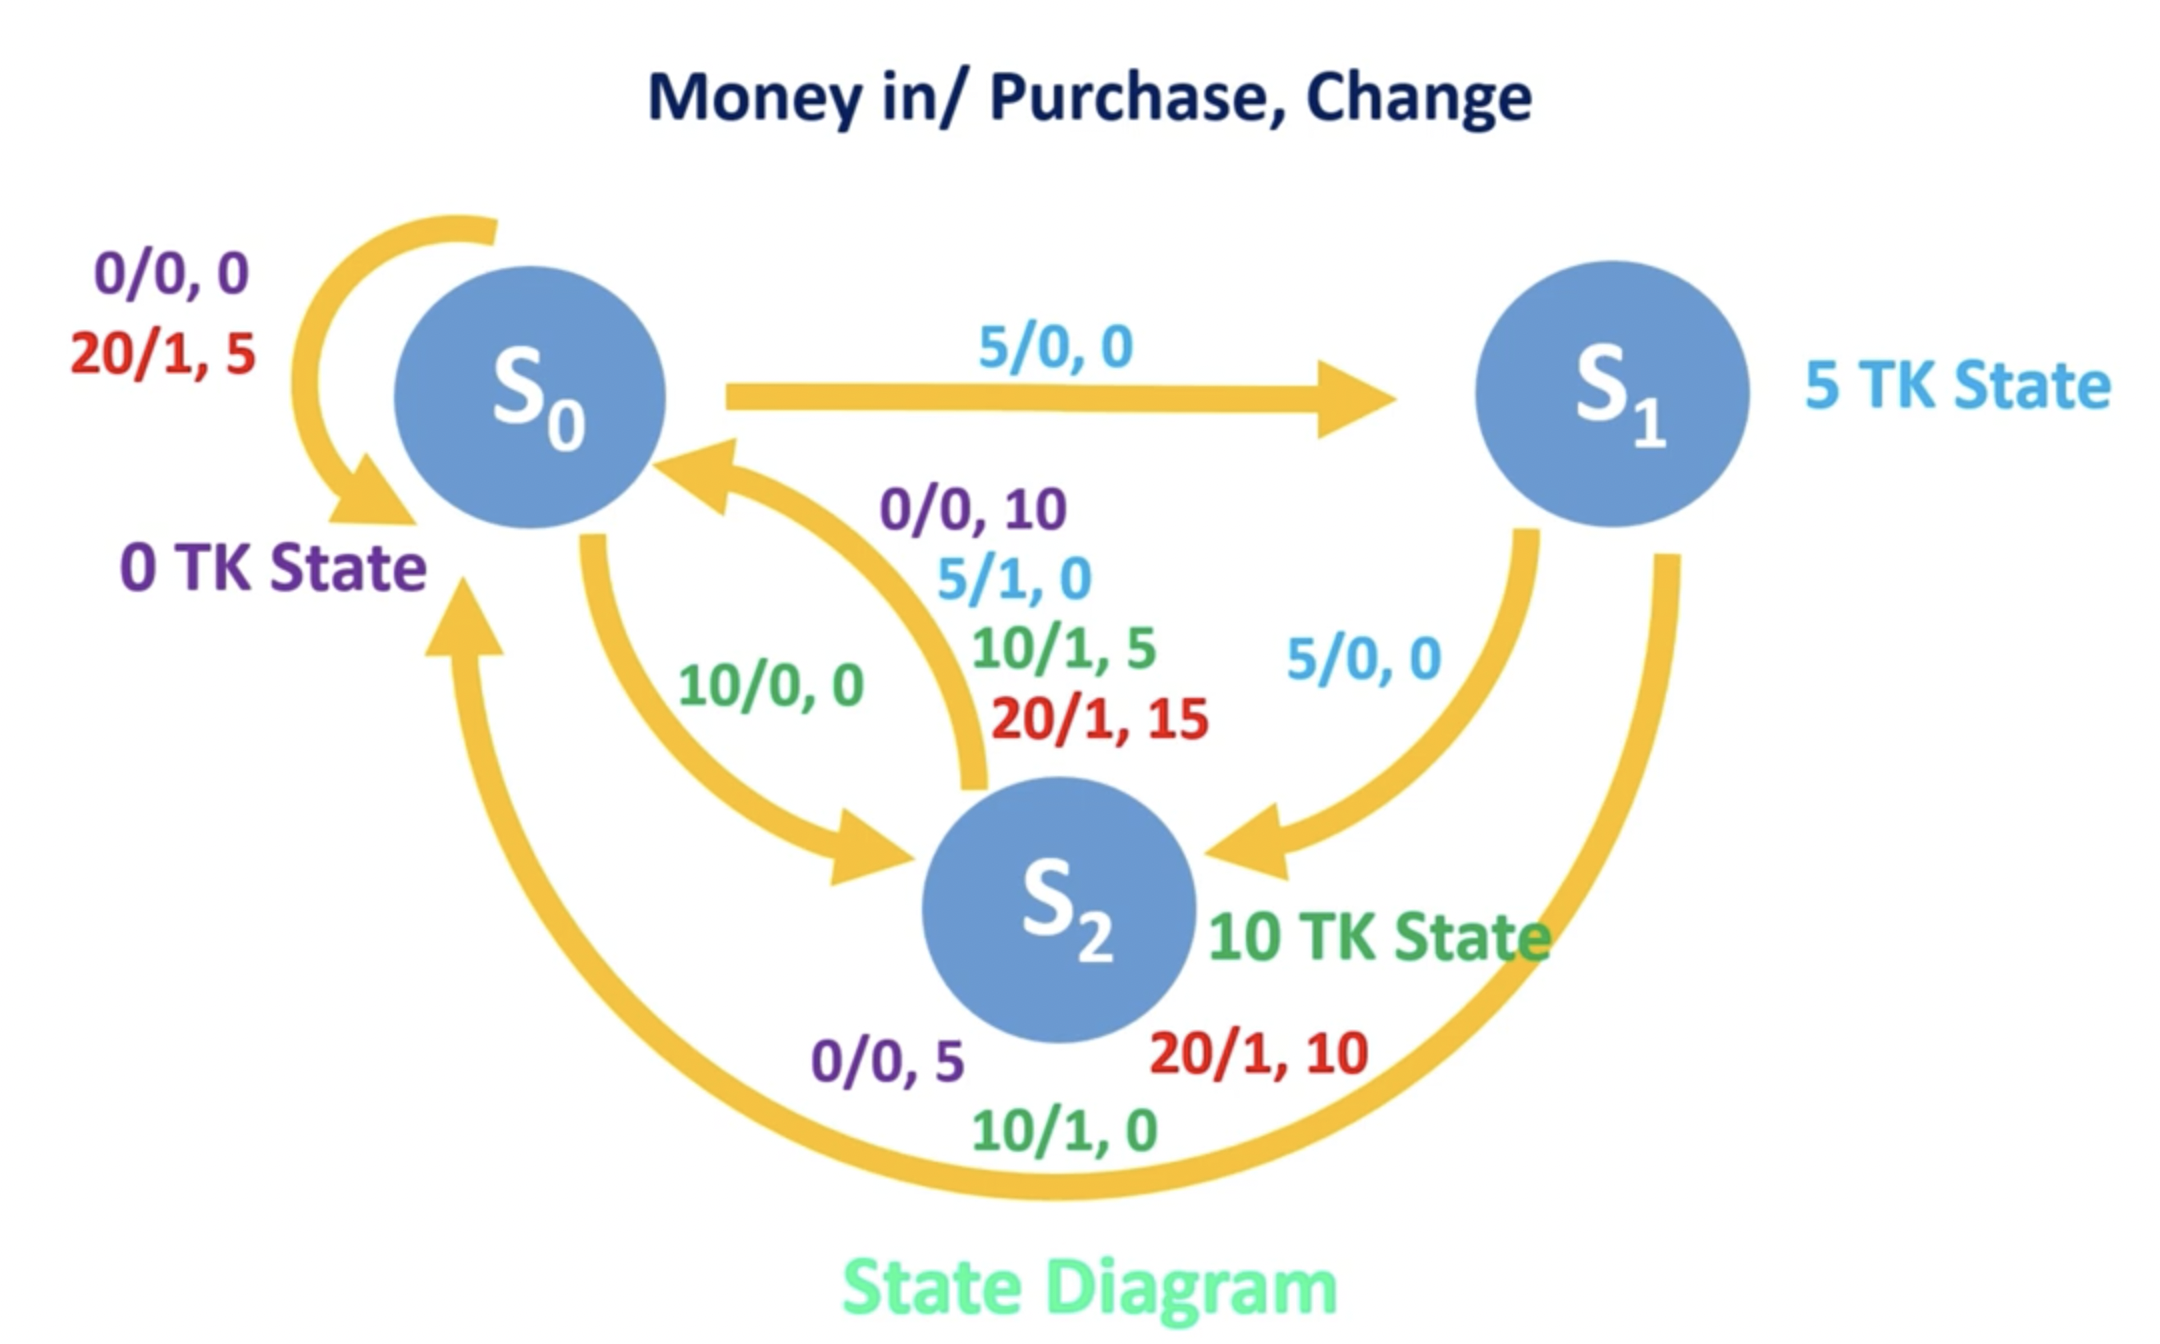 Money in/ Purchase, Change
0/0, 0
20/1, 5
S0
5/0, 0
S1
5 TK State
0 TK State
0/0, 10
5/1, 0
10/1, 5
20/1, 15
10/0, 0
5/0, 0
S2
10 TK State
0/0, 5
20/1, 10
10/1, 0
State Diagram